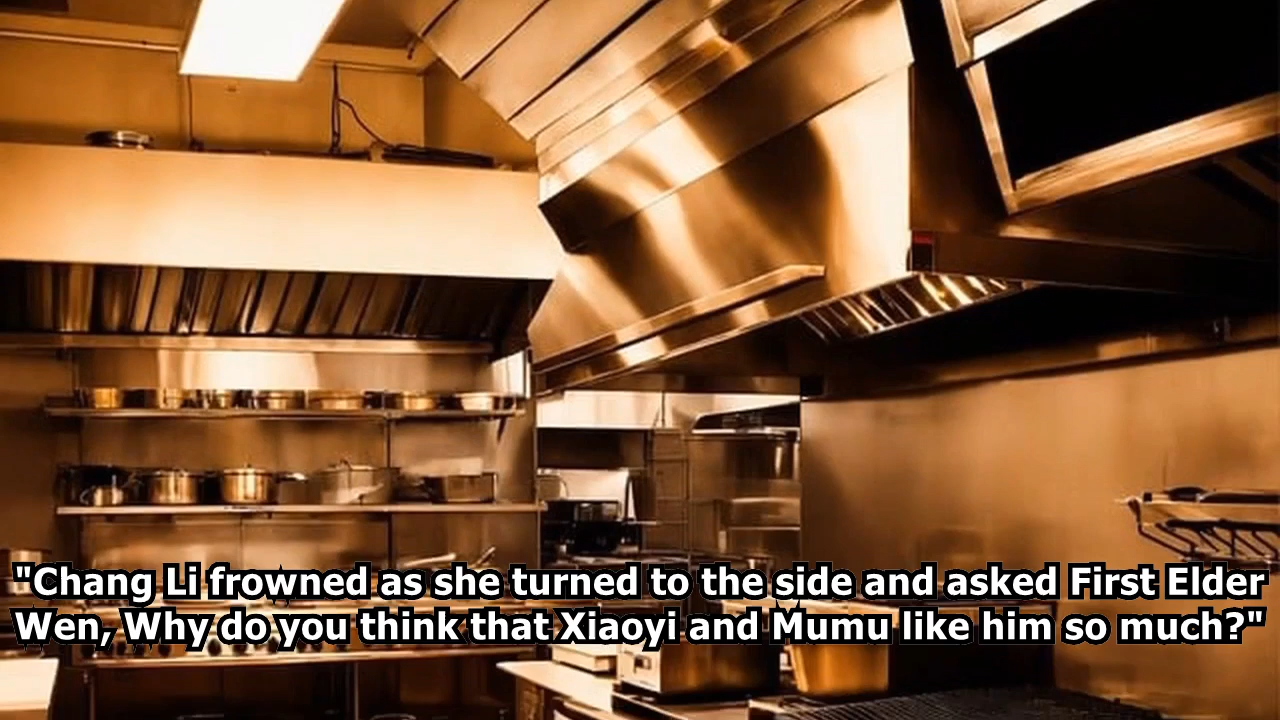 "Chang Li frowned as she turned to the side and asked First Elder
Wen, Why do you think that Xiaoyi and Mumu like him so much?"